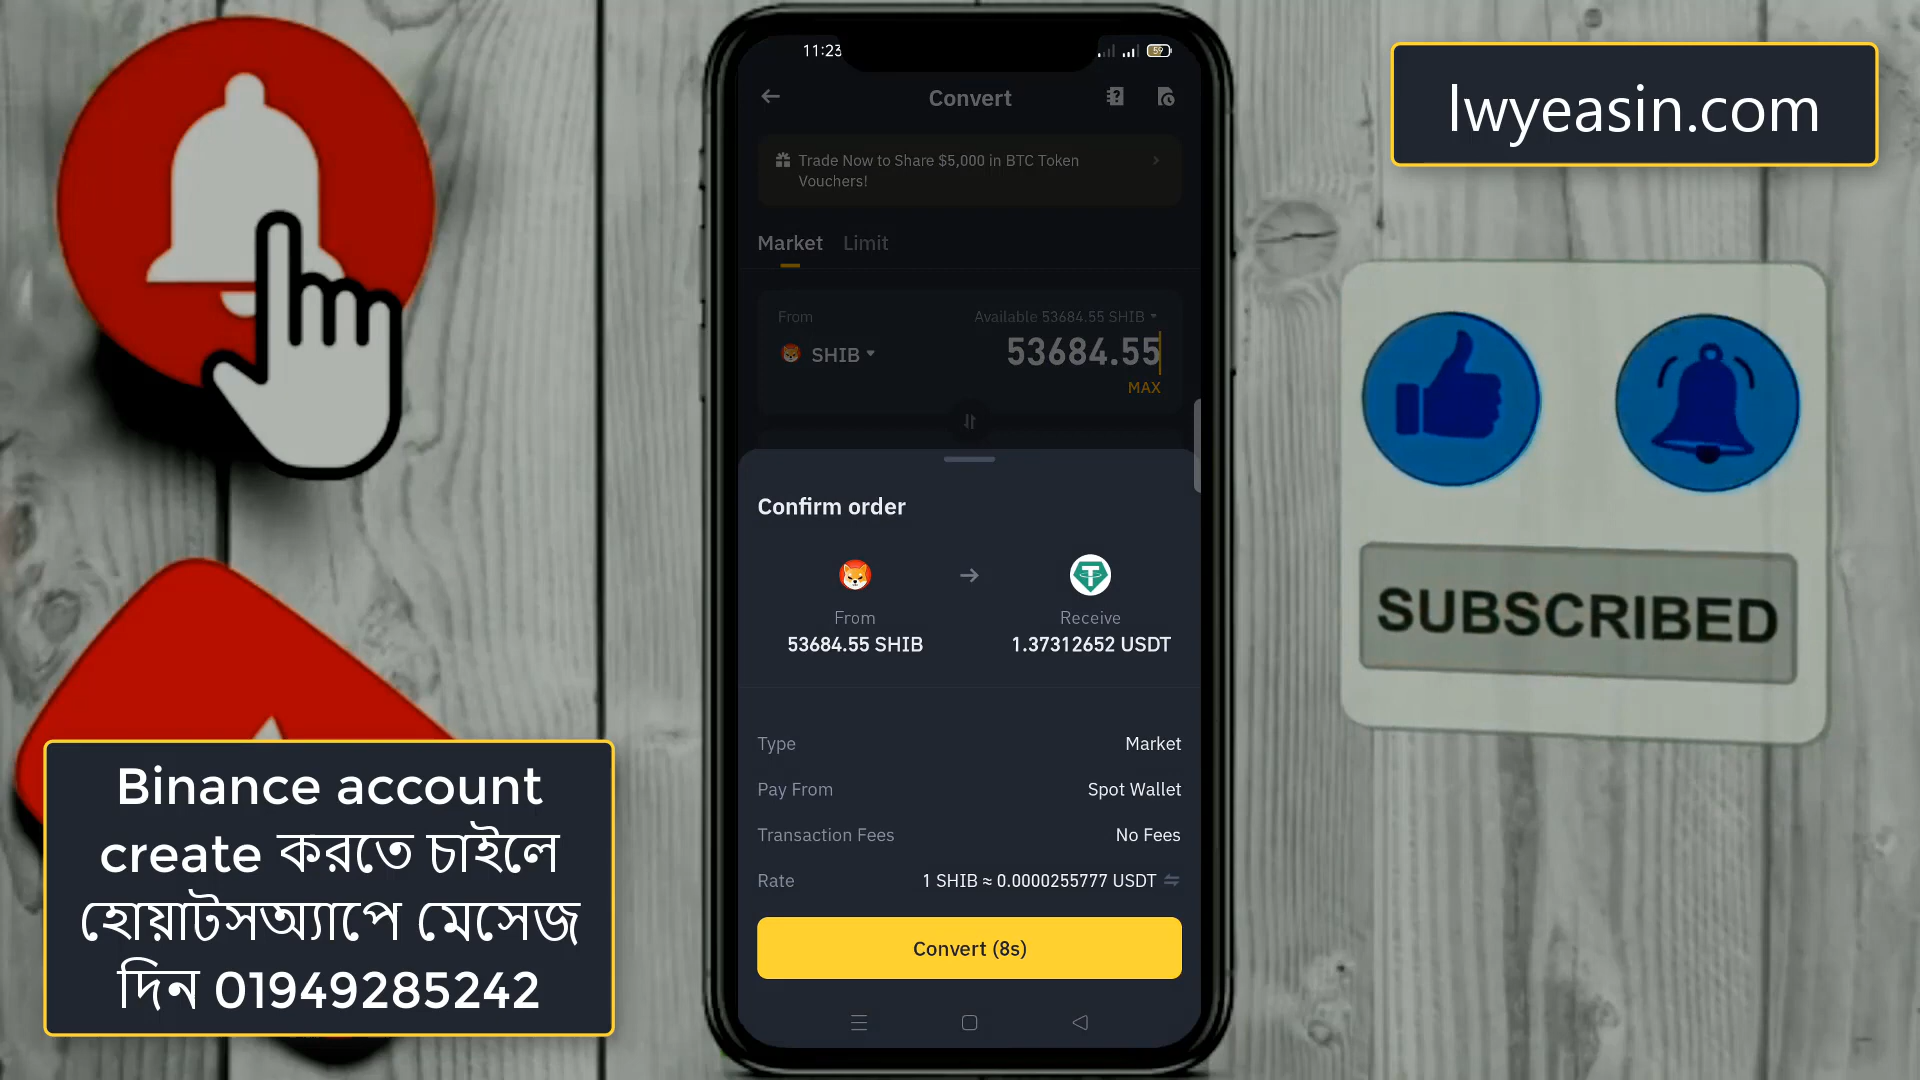 11:23
59
Convert
Trade Now to Share $5,000 in BTC Token
Vouchers!
Market Limit
From
Available 53684.55 SHIB
SHIB
53684.55
MAX
Confirm order
From
Receive
53684.55 SHIB
1.37312652 USDT
Type
Market
Pay From
Spot Wallet
Transaction Fees
No Fees
Rate
1 SHIB ≈ 0.0000255777 USDT
Convert (8s)
lwyeasin.com
SUBSCRIBED
Binance account
create করতে চাইলে
হোয়াটসঅ্যাপে মেসেজ
দিন 01949285242